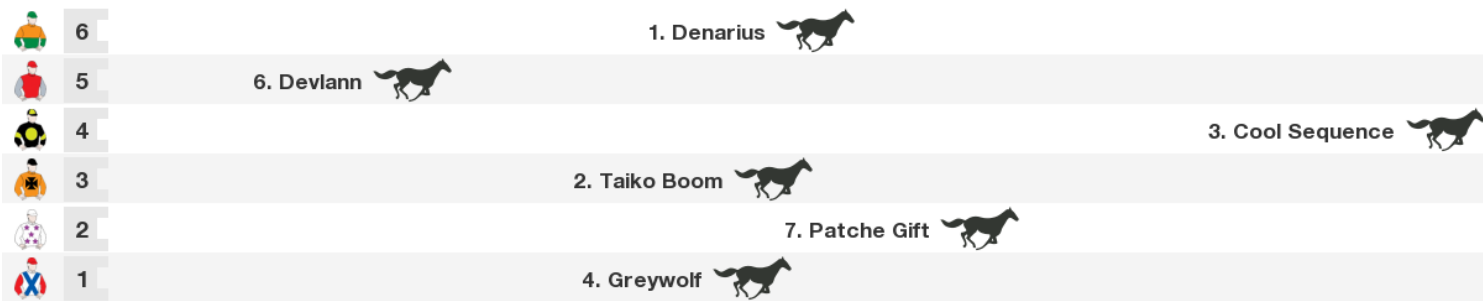 6 1. Denarius
5 6. Devlann
4 3. Cool Sequence
3 2. Taiko Boom
2 7. Patche Gift
1 4. Greywolf